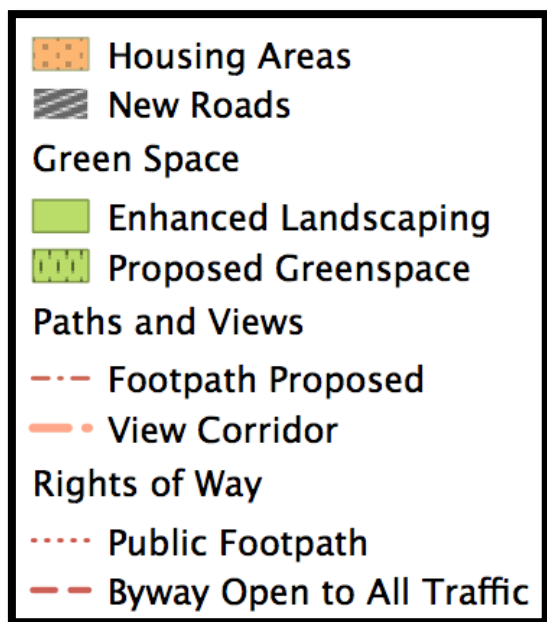 Housing Areas
New Roads
Green Space
Enhanced Landscaping
Proposed Greenspace
Paths and Views
Footpath Proposed
View Corridor
Rights of Way
Public Footpath
Byway Open to All Traffic